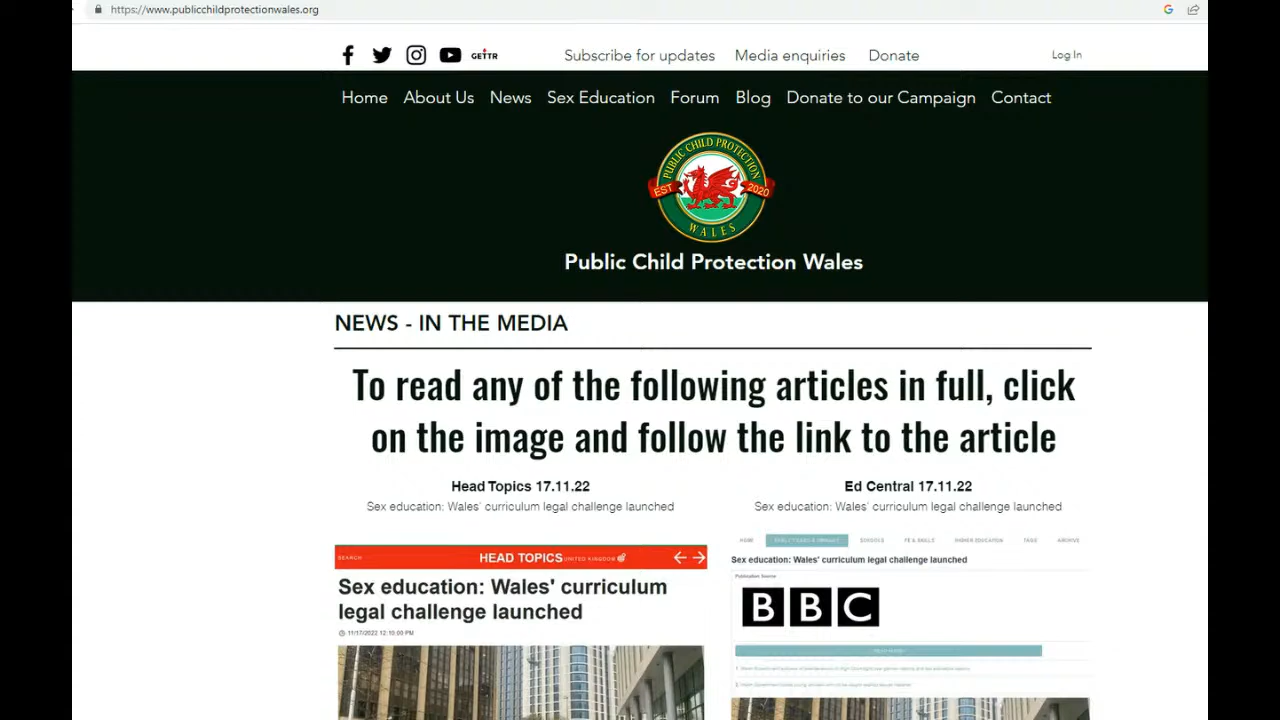 https://www.publicchildprotectionwales.org
GETTR Subscribe for updates Media enquiries Donate Log In
Home About Us News Sex Education Forum Blog Donate to our Campaign Contact
PUBLIC CHILD PROTECTION
EST 2020
WALES
Public Child Protection Wales
NEWS - IN THE MEDIA
To read any of the following articles in full, click
on the image and follow the link to the article
Head Topics 17.11.22
Sex education: Wales' curriculum legal challenge launched
SEARCH HEAD TOPICS UNITED KINGDOM
Sex education: Wales' curriculum
legal challenge launched
11/17/2022 12:10:00 PM
Ed Central 17.11.22
Sex education: Wales' curriculum legal challenge launched
HOME SCHOOLS FE & SKILLS HIGHER EDUCATION TAGS ARCHIVE
Sex education: Wales' curriculum legal challenge launched
Publication Source
BBC